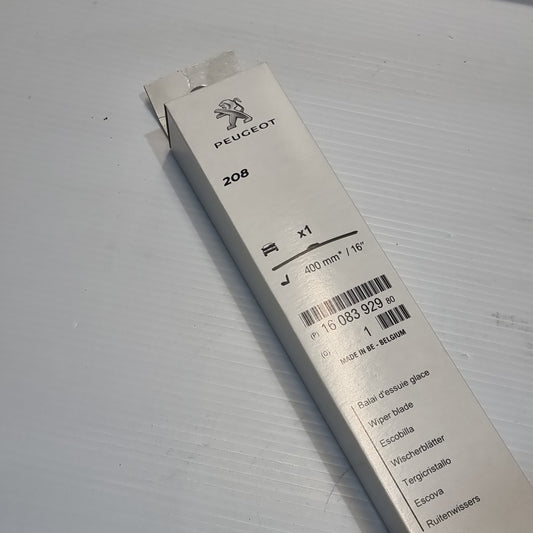 PEUGEOT
208
x1
400 mm* / 16"
(P) 16 083 929 80
(Q) 1
MADE IN BE - BELGIUM
Balai d'essuie glace
Wiper blade
Escobilla
Wischerblätter
Tergicristallo
Escova
Ruitenwissers